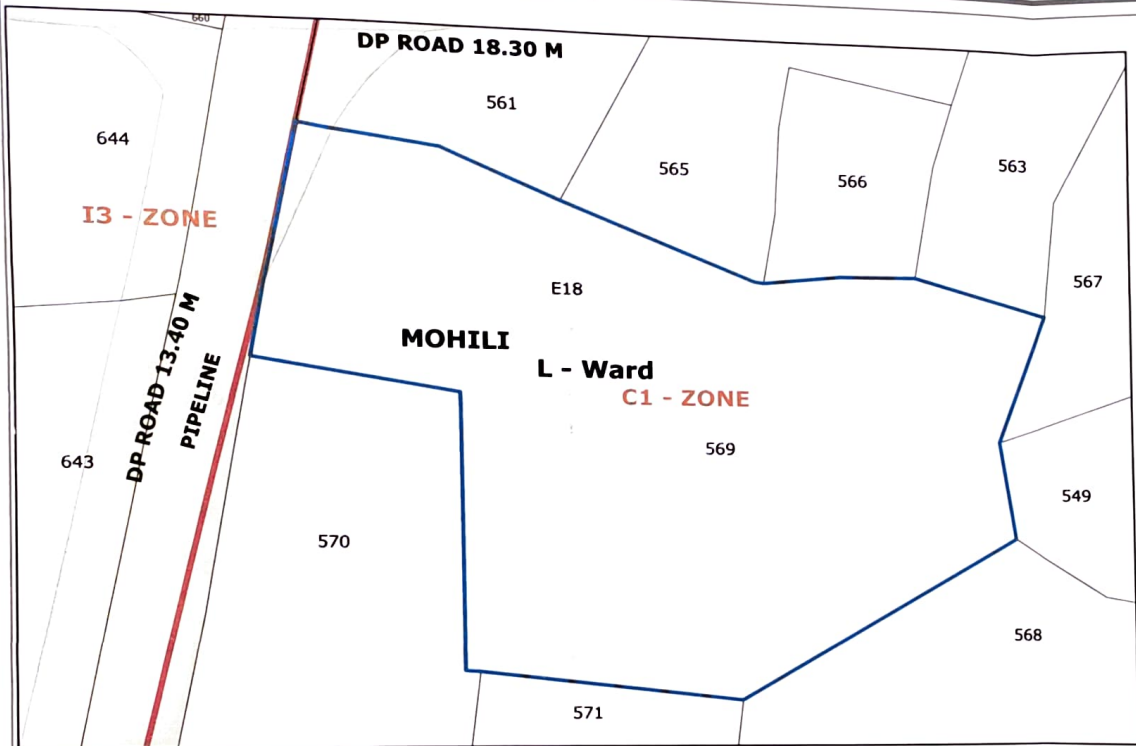 660
DP ROAD 18.30 M
561
644
565
566
563
I3 - ZONE
567
E18
DP ROAD 13.40 M
PIPELINE
MOHILI
L - Ward
C1 - ZONE
569
643
549
570
568
571